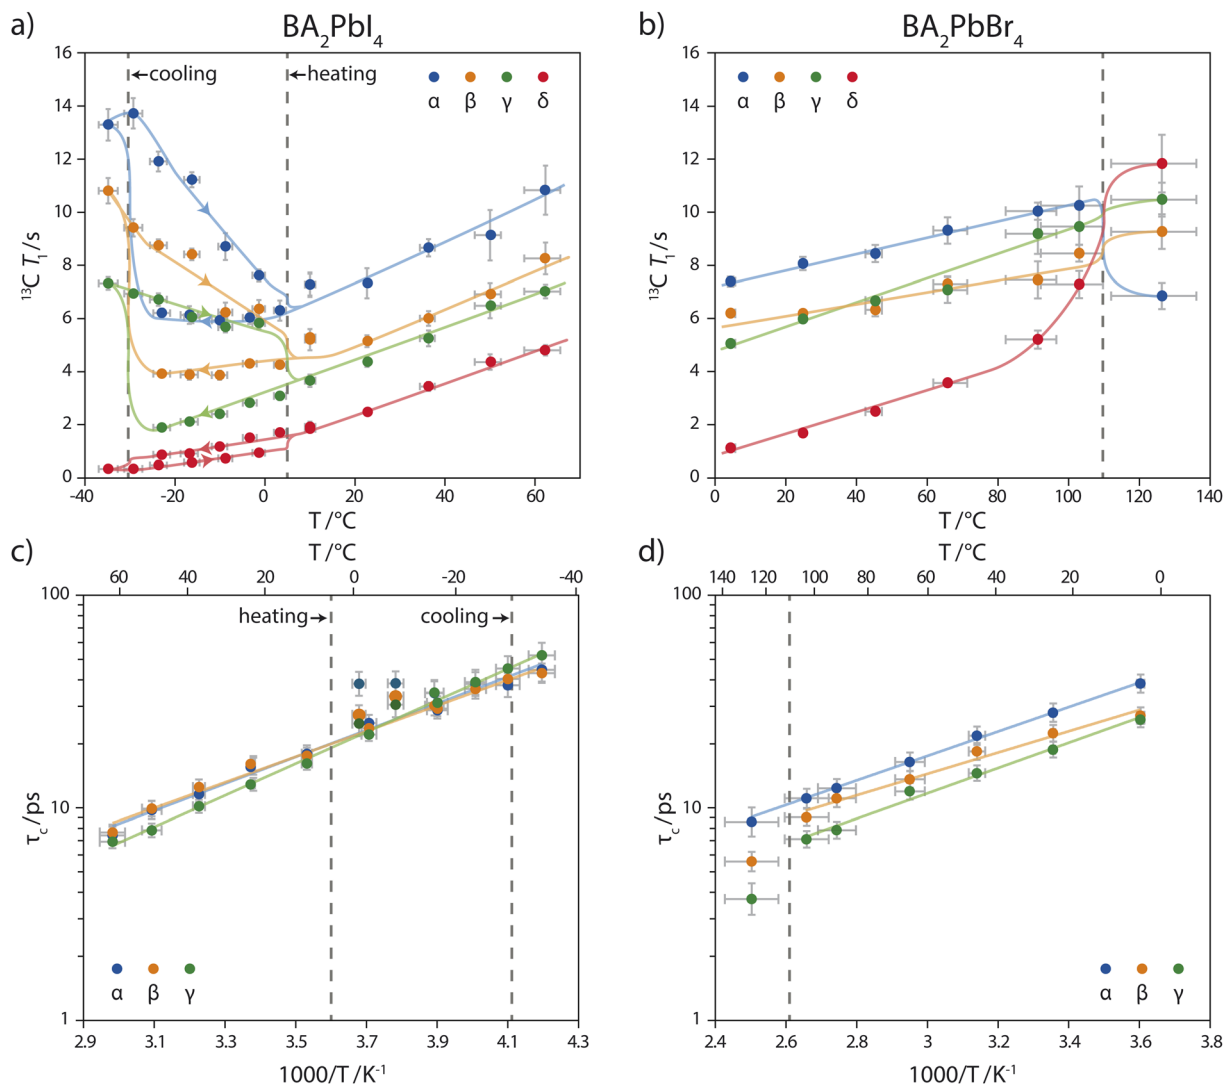 a)
BA2PbI4
16
14
12
10
8
6
4
2
0
13C T1/s
←cooling
←heating
α β γ δ
-40 -20 0 20 40 60
T /°C
b)
BA2PbBr4
16
14
12
10
8
6
4
2
0
13C T1/s
α β γ δ
0 20 40 60 80 100 120 140
T /°C
c)
T /°C
60 50 40 20 0 -20 -40
100
10
1
τc/ps
heating→
cooling→
α β γ
2.9 3.1 3.3 3.5 3.7 3.9 4.1 4.3
1000/T /K-1
d)
T /°C
140 120 100 80 60 40 20 0
100
10
1
τc/ps
α β γ
2.4 2.6 2.8 3 3.2 3.4 3.6 3.8
1000/T /K-1